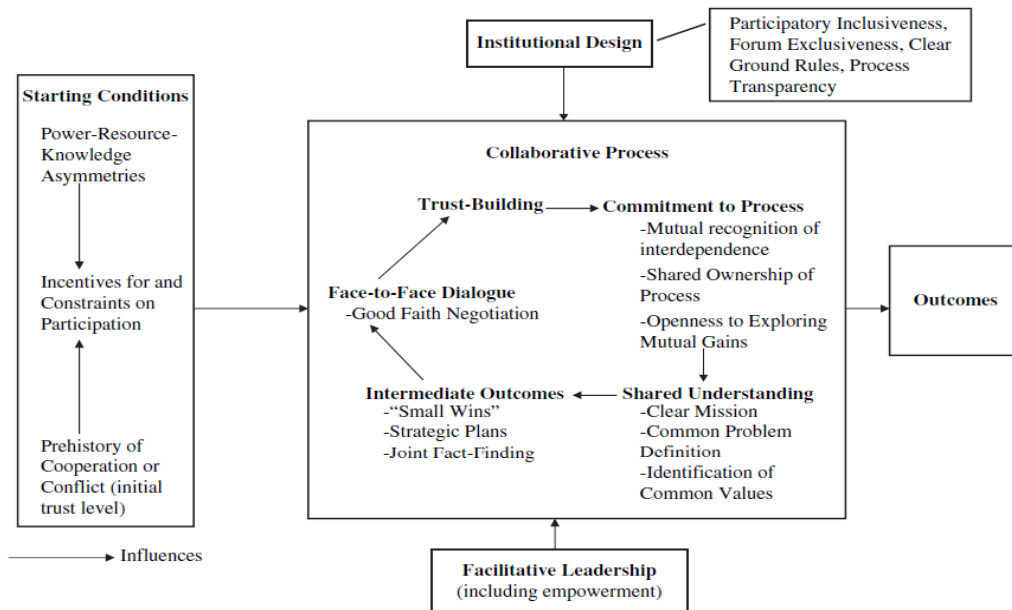 Institutional Design
Participatory Inclusiveness,
Forum Exclusiveness, Clear
Ground Rules, Process
Transparency
Starting Conditions
Power-Resource-
Knowledge
Asymmetries
Incentives for and
Constraints on
Participation
Prehistory of
Cooperation or
Conflict (initial
trust level)
Influences
Collaborative Process
Trust-Building
Commitment to Process
-Mutual recognition of
interdependence
-Shared Ownership of
Process
-Openness to Exploring
Mutual Gains
Face-to-Face Dialogue
-Good Faith Negotiation
Intermediate Outcomes
-“Small Wins”
-Strategic Plans
-Joint Fact-Finding
Shared Understanding
-Clear Mission
-Common Problem
Definition
-Identification of
Common Values
Outcomes
Facilitative Leadership
(including empowerment)